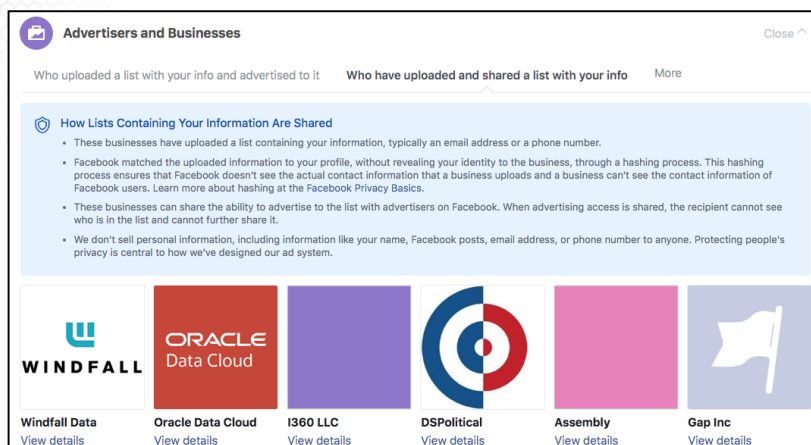 Advertisers and Businesses
Close
Who uploaded a list with your info and advertised to it
Who have uploaded and shared a list with your info
More
How Lists Containing Your Information Are Shared
• These businesses have uploaded a list containing your information, typically an email address or a phone number.
• Facebook matched the uploaded information to your profile, without revealing your identity to the business, through a hashing process. This hashing
process ensures that Facebook doesn't see the actual contact information that a business uploads and a business can't see the contact information of
Facebook users. Learn more about hashing at the Facebook Privacy Basics.
• These businesses can share the ability to advertise to the list with advertisers on Facebook. When advertising access is shared, the recipient cannot see
who is in the list and cannot further share it.
• We don't sell personal information, including information like your name, Facebook posts, email address, or phone number to anyone. Protecting people's
privacy is central to how we've designed our ad system.
WINDFALL
ORACLE
Data Cloud
Windfall Data
Oracle Data Cloud
I360 LLC
DSPolitical
Assembly
Gap Inc
View details
View details
View details
View details
View details
View details